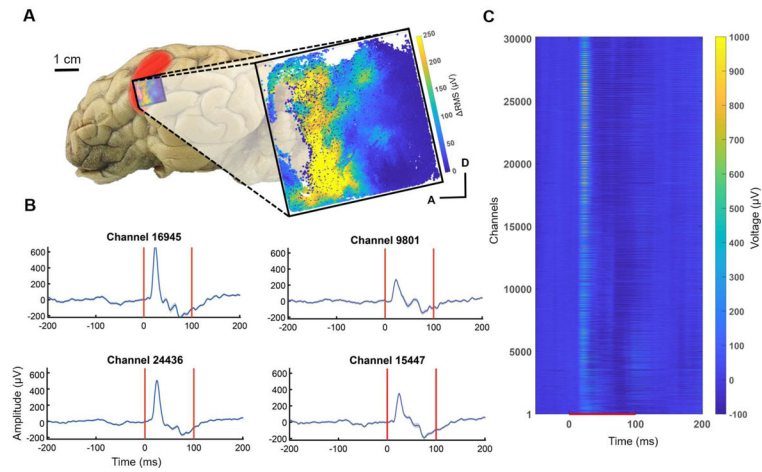 A
1 cm
250
200
150
100
50
0
ΔRMS (µV)
D
A
B
Channel 16945
600
400
200
0
-200
-200 -100 0 100 200
Channel 9801
600
400
200
0
-200
-200 -100 0 100 200
Channel 24436
600
400
200
0
-200
-200 -100 0 100 200
Channel 15447
600
400
200
0
-200
-200 -100 0 100 200
Amplitude (µV)
Time (ms)
C
30000
25000
20000
15000
10000
5000
1
Channels
0 100 200
Time (ms)
1000
900
800
700
600
500
400
300
200
100
0
-100
Voltage (µV)